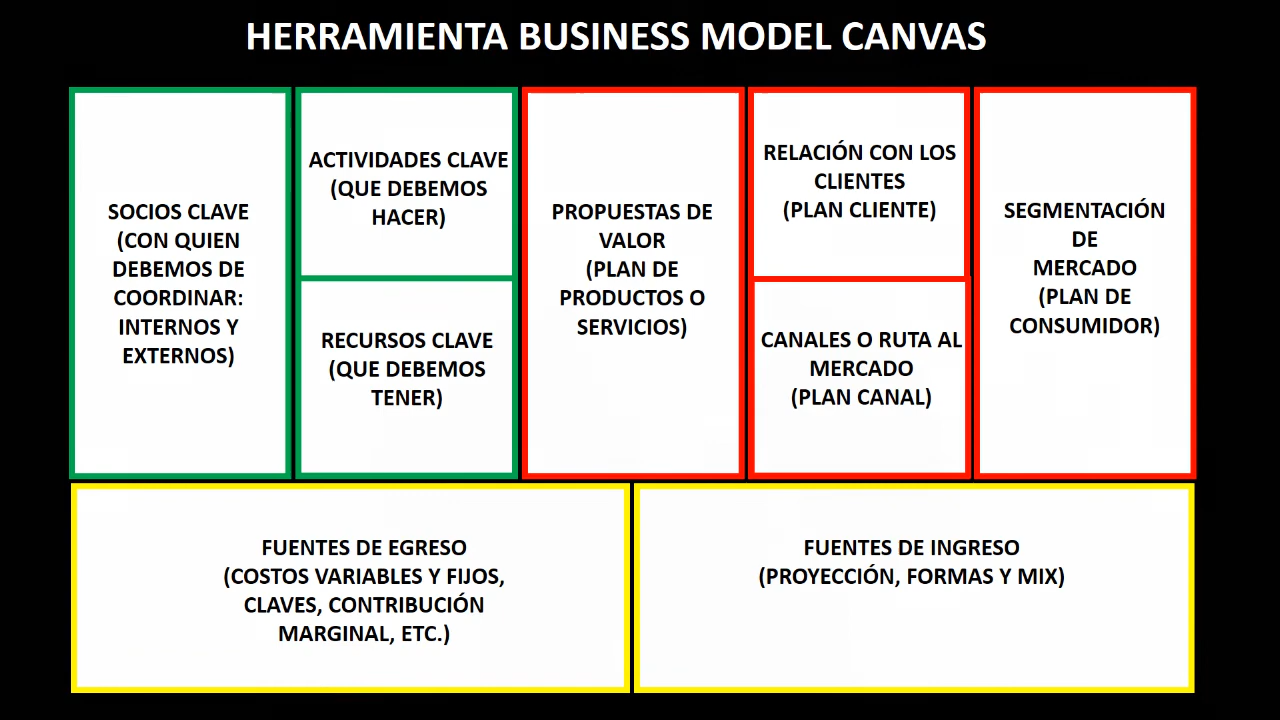 HERRAMIENTA BUSINESS MODEL CANVAS
SOCIOS CLAVE
(CON QUIEN
DEBEMOS DE
COORDINAR:
INTERNOS Y
EXTERNOS)
ACTIVIDADES CLAVE
(QUE DEBEMOS
HACER)
RECURSOS CLAVE
(QUE DEBEMOS
TENER)
PROPUESTAS DE
VALOR
(PLAN DE
PRODUCTOS O
SERVICIOS)
RELACIÓN CON LOS
CLIENTES
(PLAN CLIENTE)
CANALES O RUTA AL
MERCADO
(PLAN CANAL)
SEGMENTACIÓN
DE
MERCADO
(PLAN DE
CONSUMIDOR)
FUENTES DE EGRESO
(COSTOS VARIABLES Y FIJOS,
CLAVES, CONTRIBUCIÓN
MARGINAL, ETC.)
FUENTES DE INGRESO
(PROYECCIÓN, FORMAS Y MIX)